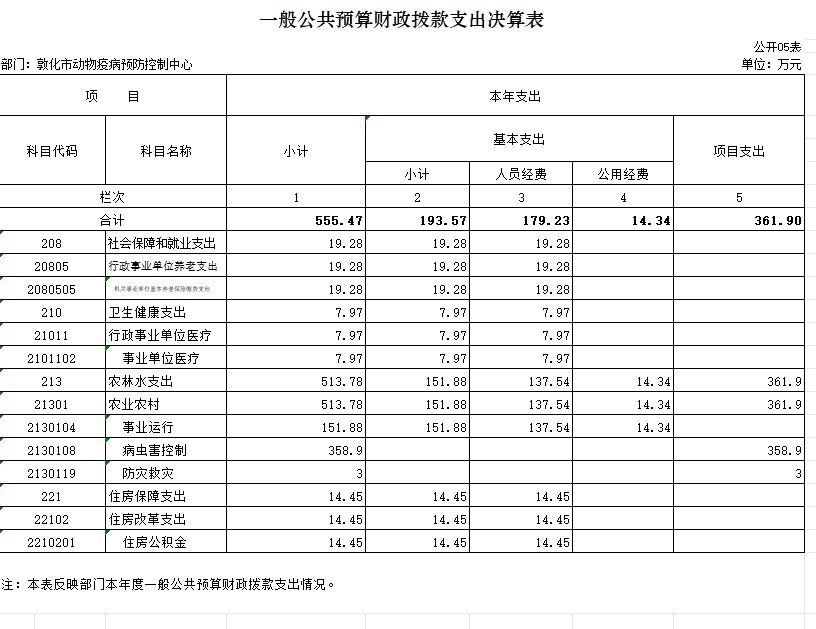 一般公共预算财政拨款支出决算表
公开05表
部门：敦化市动物疫病预防控制中心 单位：万元
项 目 本年支出
科目代码 科目名称 小计 基本支出 项目支出
小计 人员经费 公用经费
栏次 1 2 3 4 5
合计 555.47 193.57 179.23 14.34 361.90
208 社会保障和就业支出 19.28 19.28 19.28
20805 行政事业单位养老支出 19.28 19.28 19.28
2080505 机关事业单位基本养老保险缴费支出 19.28 19.28 19.28
210 卫生健康支出 7.97 7.97 7.97
21011 行政事业单位医疗 7.97 7.97 7.97
2101102 事业单位医疗 7.97 7.97 7.97
213 农林水支出 513.78 151.88 137.54 14.34 361.9
21301 农业农村 513.78 151.88 137.54 14.34 361.9
2130104 事业运行 151.88 151.88 137.54 14.34
2130108 病虫害控制 358.9 358.9
2130119 防灾救灾 3 3
221 住房保障支出 14.45 14.45 14.45
22102 住房改革支出 14.45 14.45 14.45
2210201 住房公积金 14.45 14.45 14.45
注：本表反映部门本年度一般公共预算财政拨款支出情况。